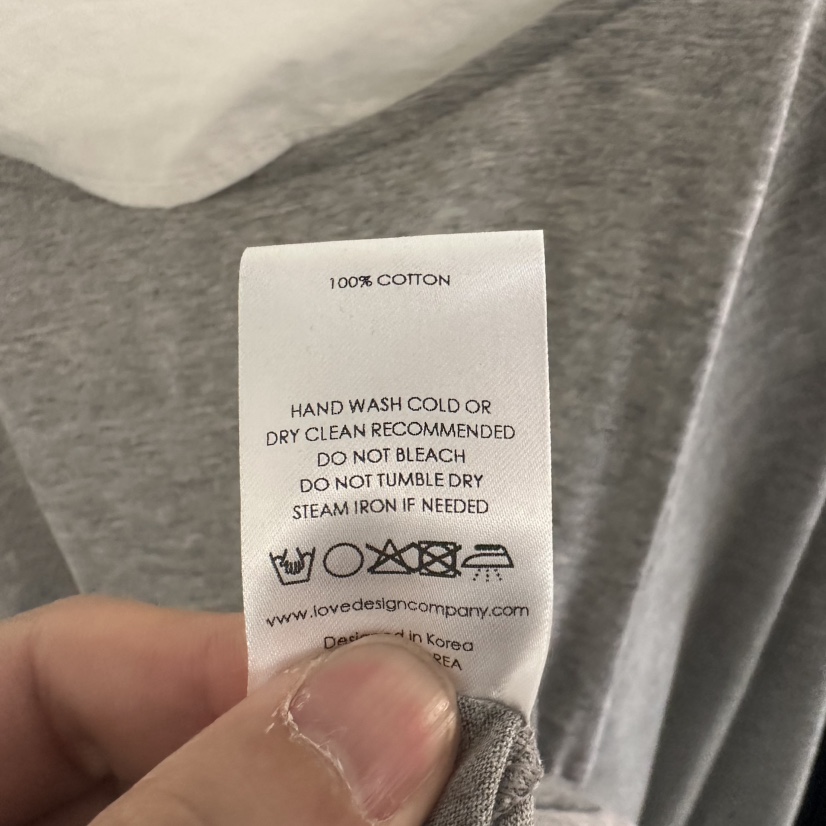 100% COTTON
HAND WASH COLD OR
DRY CLEAN RECOMMENDED
DO NOT BLEACH
DO NOT TUMBLE DRY
STEAM IRON IF NEEDED
www.lovedesigncompany.com
in Korea